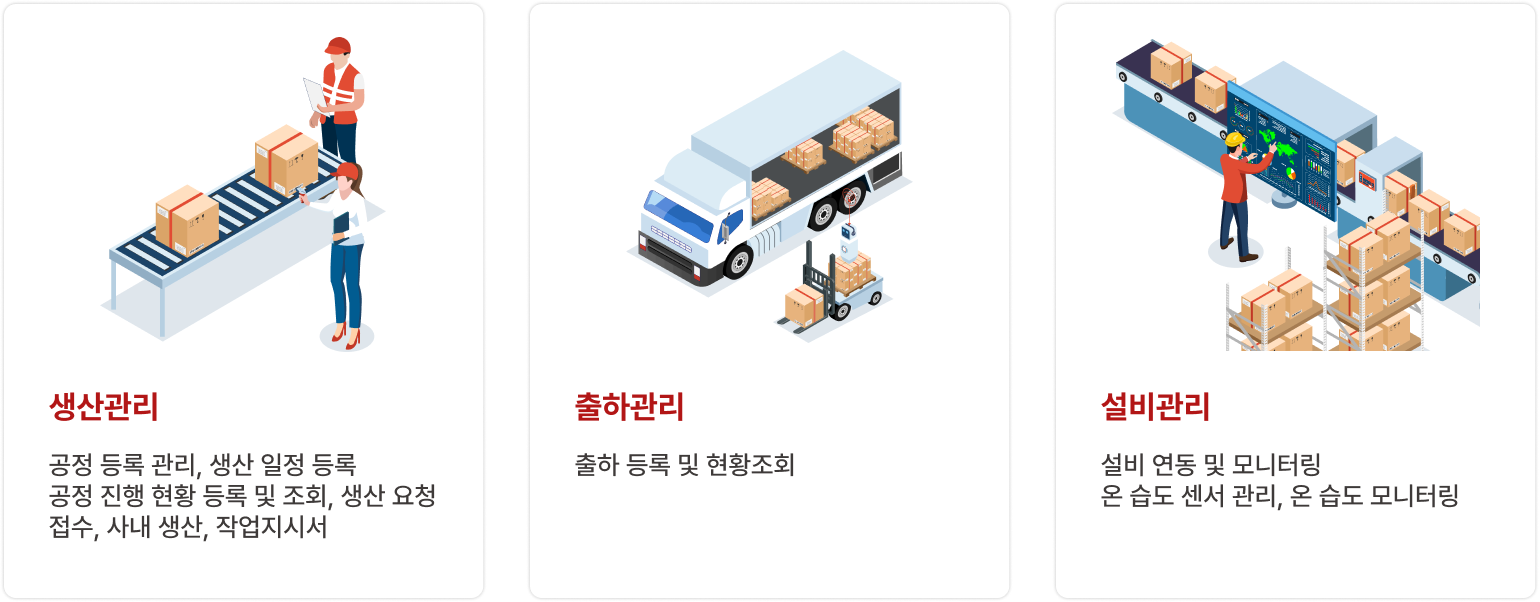 생산관리
공정 등록 관리, 생산 일정 등록
공정 진행 현황 등록 및 조회, 생산 요청
접수, 사내 생산, 작업지시서
출하관리
출하 등록 및 현황조회
설비관리
설비 연동 및 모니터링
온 습도 센서 관리, 온 습도 모니터링